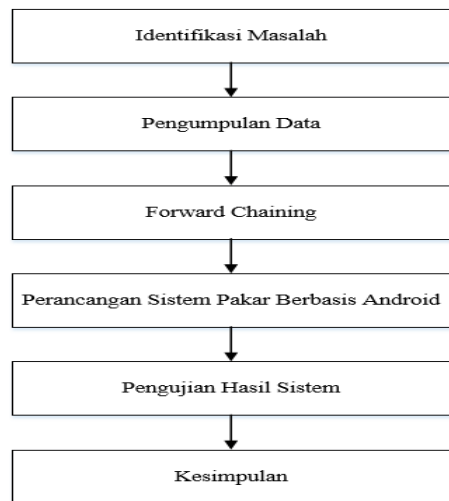 Identifikasi Masalah
Pengumpulan Data
Forward Chaining
Perancangan Sistem Pakar Berbasis Android
Pengujian Hasil Sistem
Kesimpulan